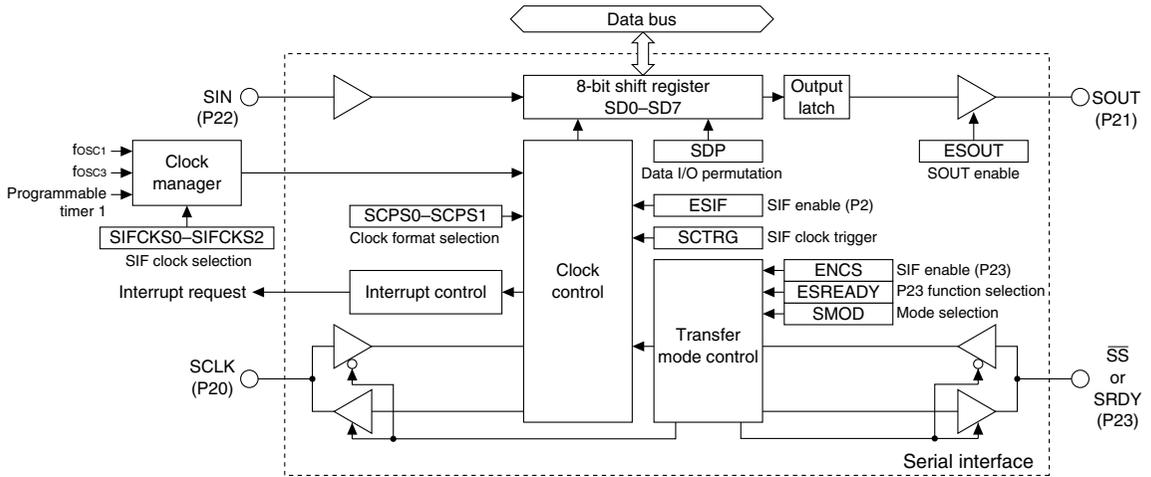 Data bus
SIN
(P22)
8-bit shift register
SD0–SD7
Output
latch
SOUT
(P21)
fOSC1
fOSC3
Programmable
timer 1
Clock
manager
SDP
Data I/O permutation
ESOUT
SOUT enable
SCPS0–SCPS1
Clock format selection
ESIF
SIF enable (P2)
SIFCKS0–SIFCKS2
SIF clock selection
SCTRG
SIF clock trigger
Clock
control
Interrupt request
Interrupt control
ENCS
SIF enable (P23)
ESREADY
P23 function selection
SMOD
Mode selection
Transfer
mode control
SCLK
(P20)
SS
or
SRDY
(P23)
Serial interface